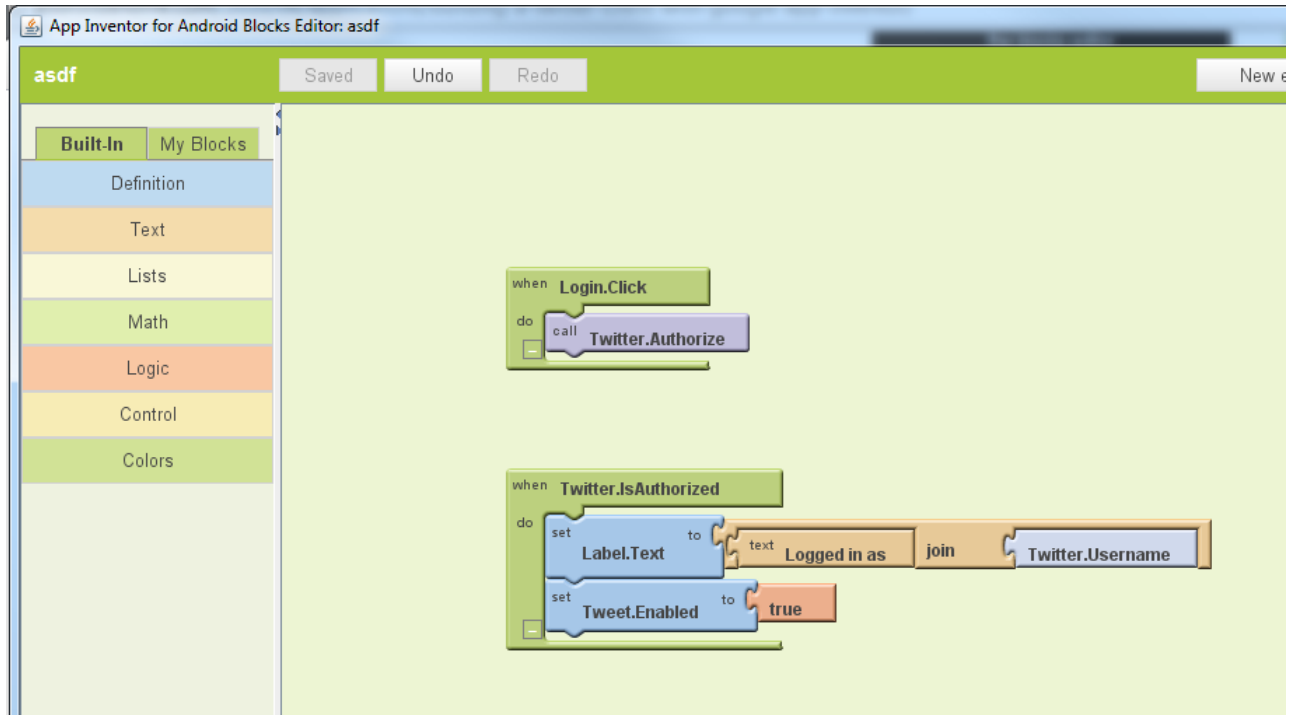 App Inventor for Android Blocks Editor: asdf
asdf Saved Undo Redo New e
Built-In My Blocks
Definition
Text
Lists
Math
Logic
Control
Colors
when Login.Click
do call Twitter.Authorize
when Twitter.IsAuthorized
do set Label.Text to text Logged in as join Twitter.Username
set Tweet.Enabled to true